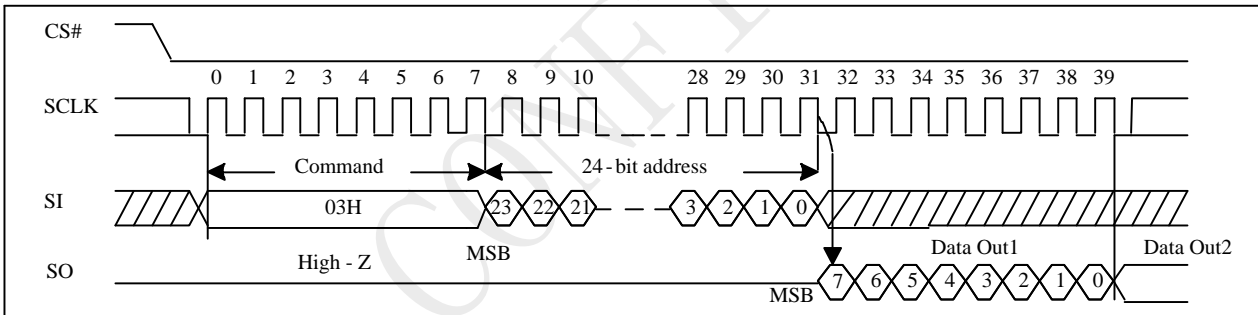 CS#
0 1 2 3 4 5 6 7 8 9 10 28 29 30 31 32 33 34 35 36 37 38 39
SCLK
Command 24-bit address
SI 03H 23 22 21 3 2 1 0
MSB Data Out1 Data Out2
High - Z
SO 7 6 5 4 3 2 1 0
MSB